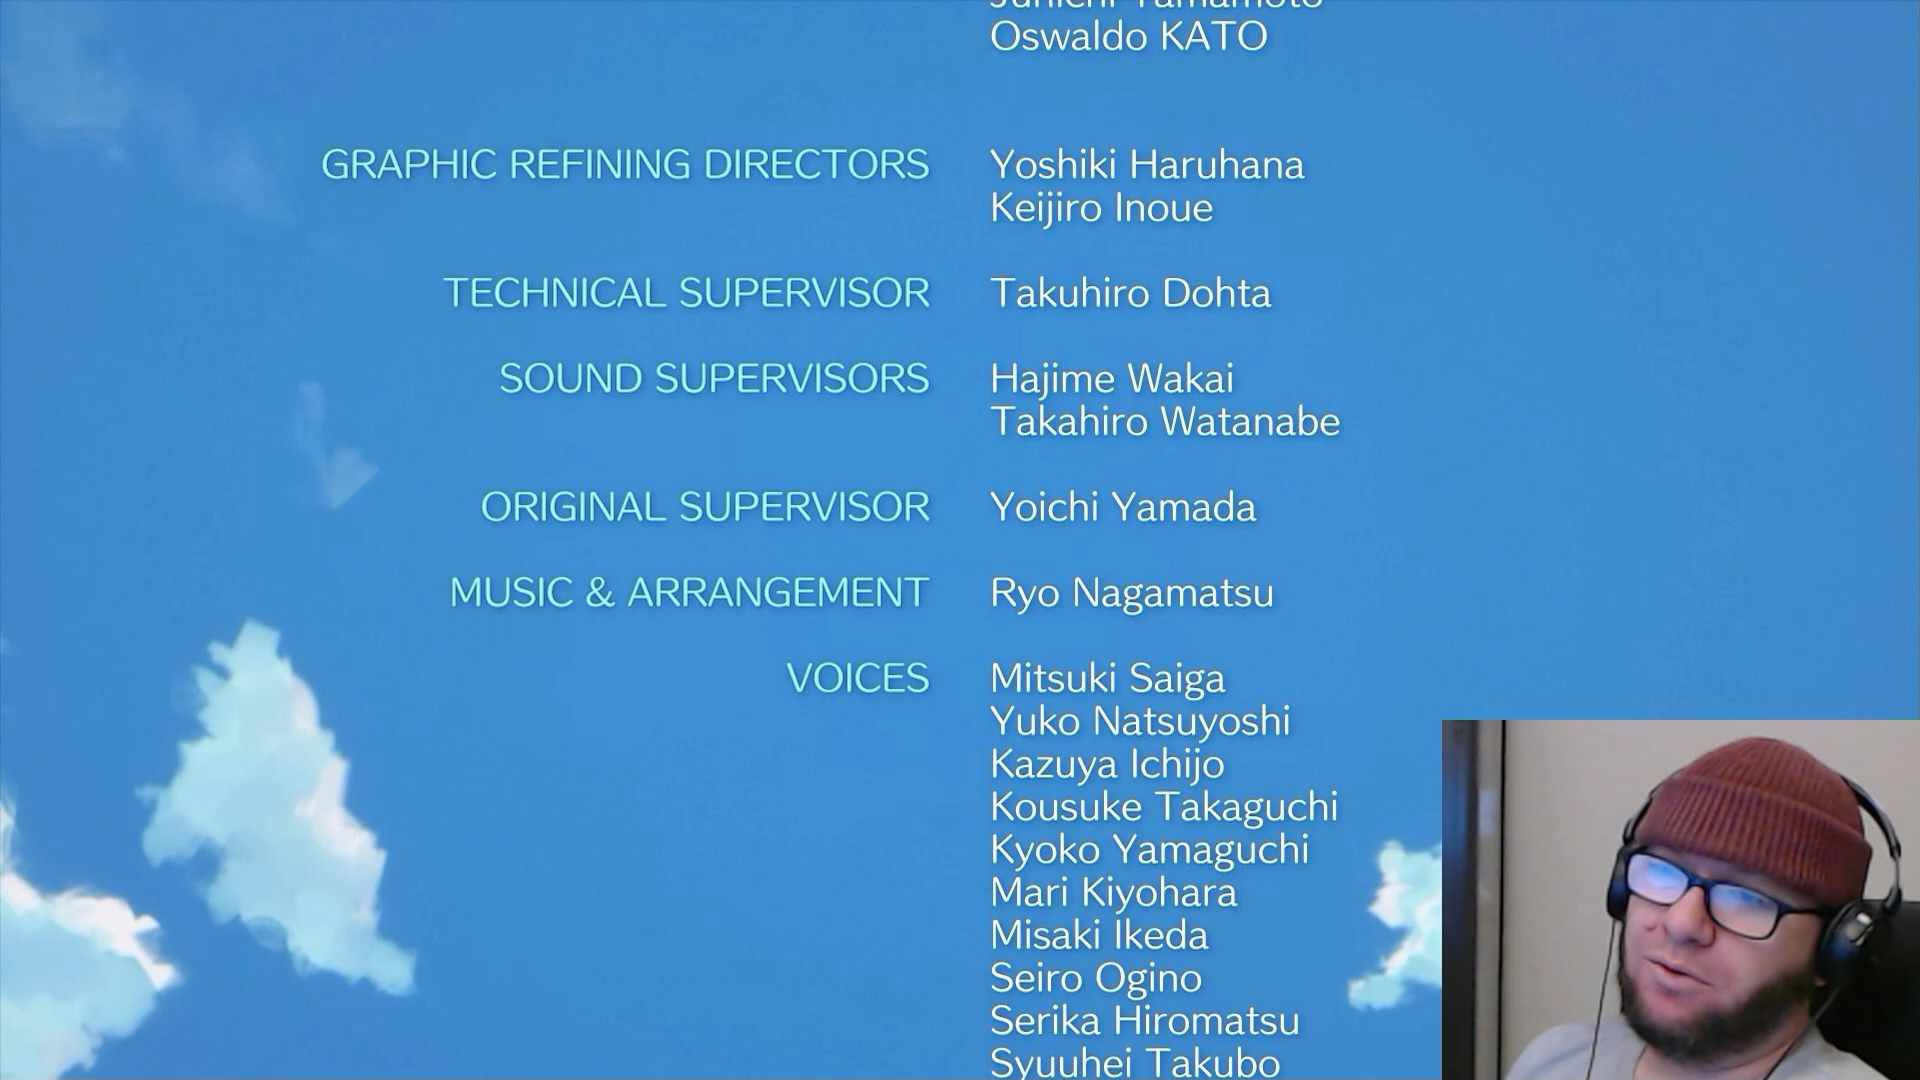 Junichi Yamamoto
Oswaldo KATO
GRAPHIC REFINING DIRECTORS Yoshiki Haruhana
Keijiro Inoue
TECHNICAL SUPERVISOR Takuhiro Dohta
SOUND SUPERVISORS Hajime Wakai
Takahiro Watanabe
ORIGINAL SUPERVISOR Yoichi Yamada
MUSIC & ARRANGEMENT Ryo Nagamatsu
VOICES Mitsuki Saiga
Yuko Natsuyoshi
Kazuya Ichijo
Kousuke Takaguchi
Kyoko Yamaguchi
Mari Kiyohara
Misaki Ikeda
Seiro Ogino
Serika Hiromatsu
Syuuhei Takubo